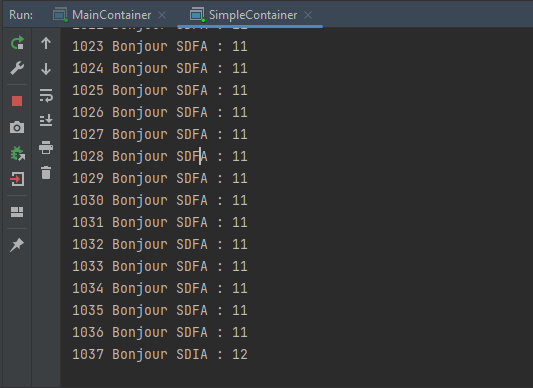 Run: MainContainer SimpleContainer
1023 Bonjour SDFA : 11
1024 Bonjour SDFA : 11
1025 Bonjour SDFA : 11
1026 Bonjour SDFA : 11
1027 Bonjour SDFA : 11
1028 Bonjour SDFA : 11
1029 Bonjour SDFA : 11
1030 Bonjour SDFA : 11
1031 Bonjour SDFA : 11
1032 Bonjour SDFA : 11
1033 Bonjour SDFA : 11
1034 Bonjour SDFA : 11
1035 Bonjour SDFA : 11
1036 Bonjour SDFA : 11
1037 Bonjour SDIA : 12